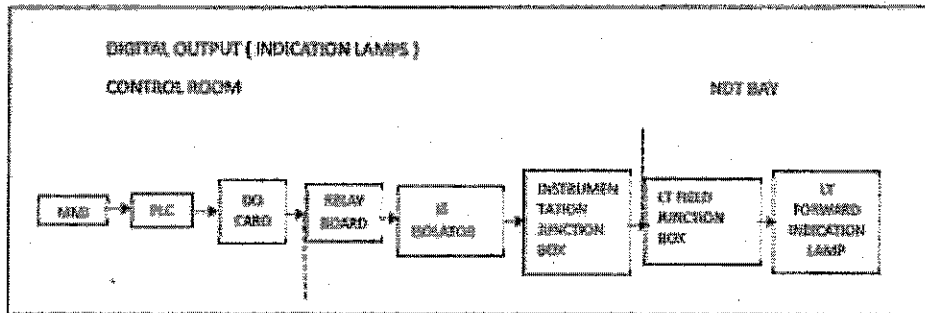 DIGITAL OUTPUT ( INDICATION LAMPS )
CONTROL ROOM
NDT BAY
MMI
PLC
DO
CARD
RELAY
BOARD
IS
ISOLATOR
INSTRUMEN
TATION
JUNCTION
BOX
LT FIELD
JUNCTION
BOX
LT
FORWARD
INDICATION
LAMP